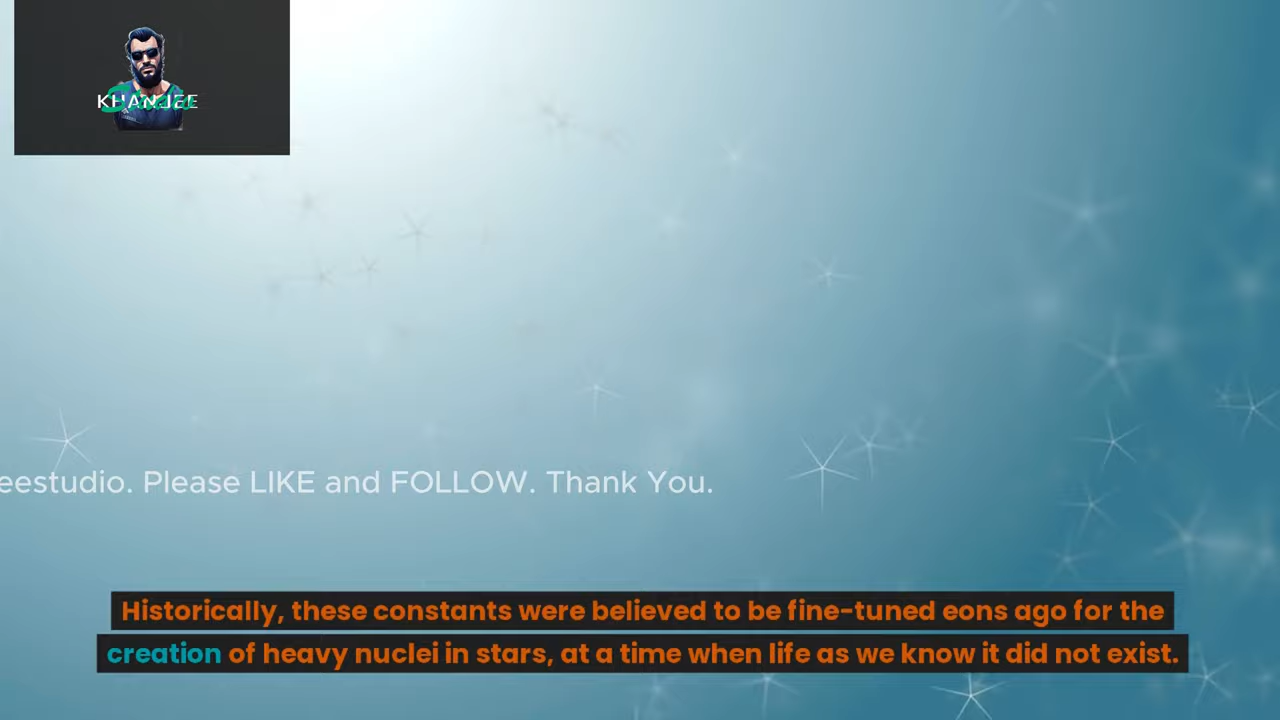 KHANJEE
eestudio. Please LIKE and FOLLOW. Thank You.
Historically, these constants were believed to be fine-tuned eons ago for the
creation of heavy nuclei in stars, at a time when life as we know it did not exist.